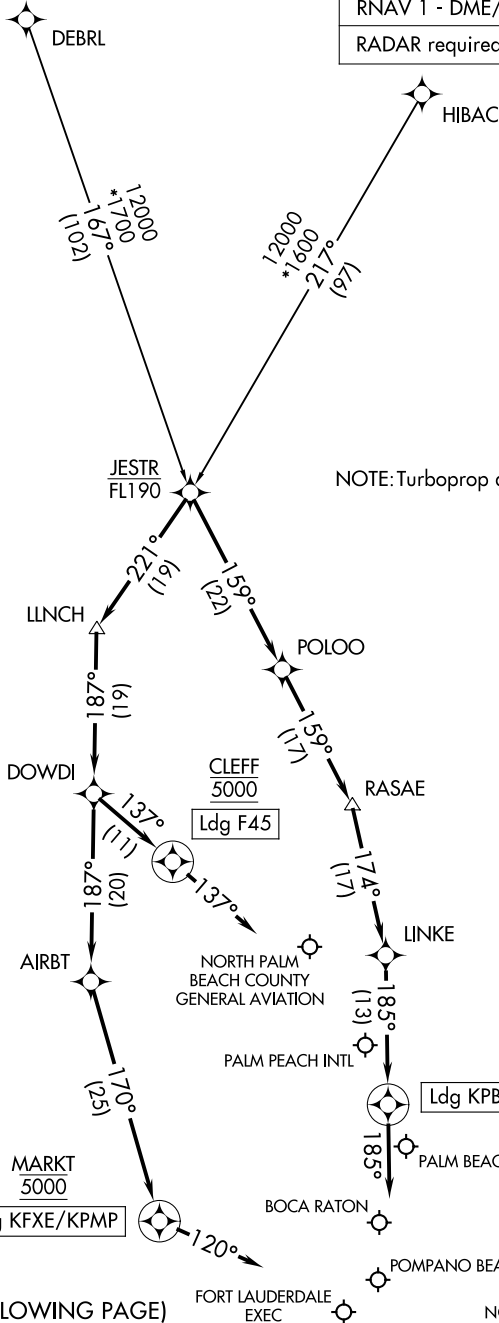 RNAV 1 - DME/
RADAR required
DEBRL
HIBAC
12000
*1700
167°
(102)
12000
*1600
217°
(97)
JESTR
FL190
NOTE: Turboprop
221°
(19)
159°
(22)
LLNCH
POLOO
187°
(19)
159°
(17)
DOWDI
CLEFF
5000
Ldg F45
RASAE
137°
(11)
137°
174°
(17)
187°
(20)
LINKE
AIRBT
NORTH PALM
BEACH COUNTY
GENERAL AVIATION
185°
(13)
PALM PEACH INTL
170°
(25)
Ldg KPB
185°
PALM BEAC
MARKT
5000
KFXE/KPMP
BOCA RATON
120°
POMPANO BEA
LOWING PAGE)
FORT LAUDERDALE
EXEC
NO